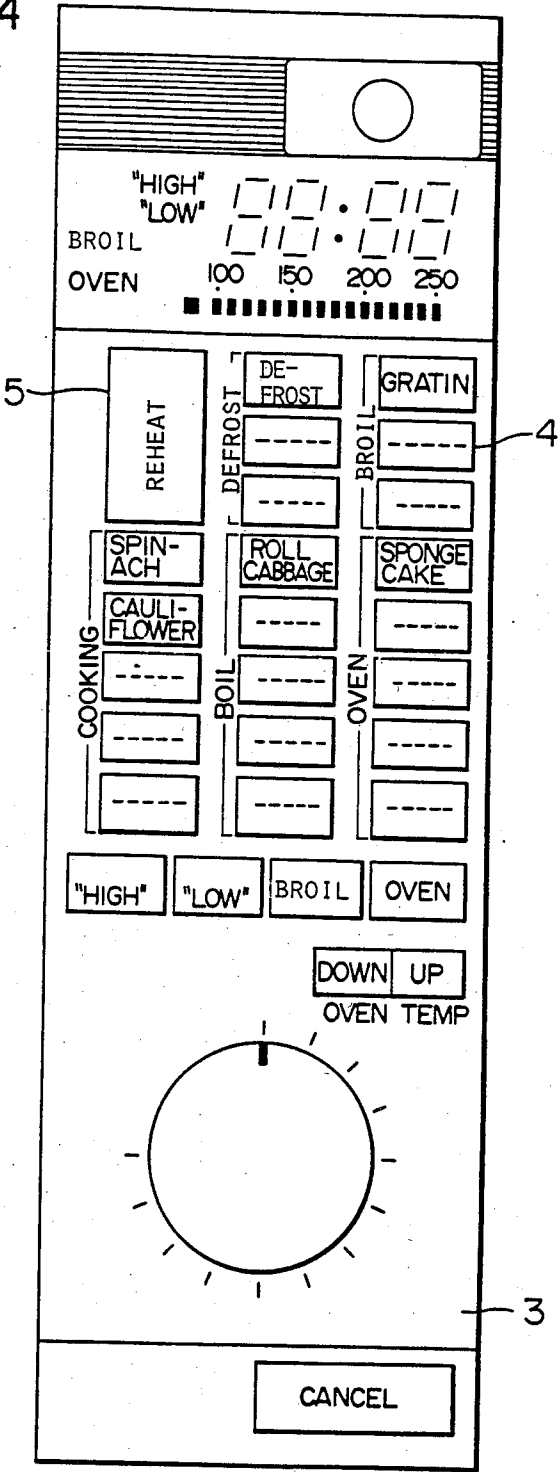 4
"HIGH"
"LOW"
88:88
BROIL
OVEN
100 150 200 250
5
REHEAT
DEFROST
DE-
FROST
-----
-----
BROIL
GRATIN
-----
-----
4
COOKING
SPIN-
ACH
CAULI-
FLOWER
-----
-----
-----
BOIL
ROLL
CABBAGE
-----
-----
-----
-----
OVEN
SPONGE
CAKE
-----
-----
-----
-----
"HIGH" "LOW" BROIL OVEN
DOWN UP
OVEN TEMP
3
CANCEL